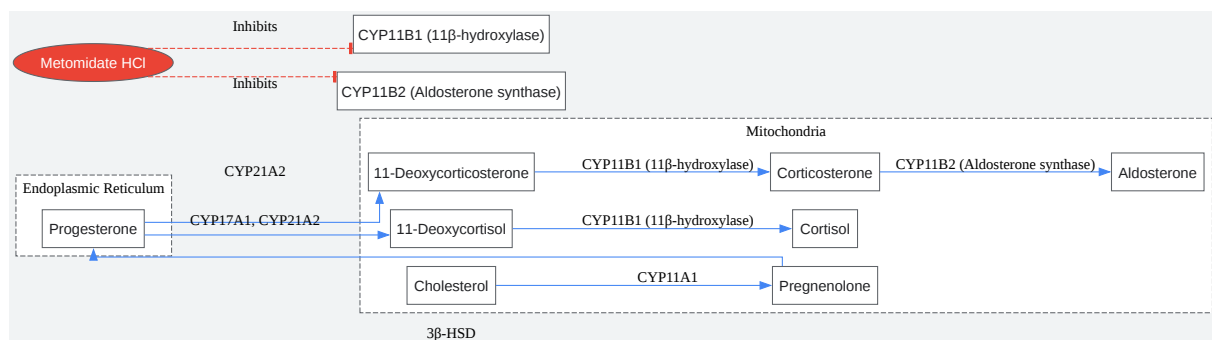 Inhibits
CYP11B1 (11β-hydroxylase)
Metomidate HCl
Inhibits
CYP11B2 (Aldosterone synthase)
Mitochondria
CYP21A2
11-Deoxycorticosterone
CYP11B1 (11β-hydroxylase)
Corticosterone
CYP11B2 (Aldosterone synthase)
Aldosterone
Endoplasmic Reticulum
Progesterone
CYP17A1, CYP21A2
11-Deoxycortisol
CYP11B1 (11β-hydroxylase)
Cortisol
Cholesterol
CYP11A1
Pregnenolone
3β-HSD